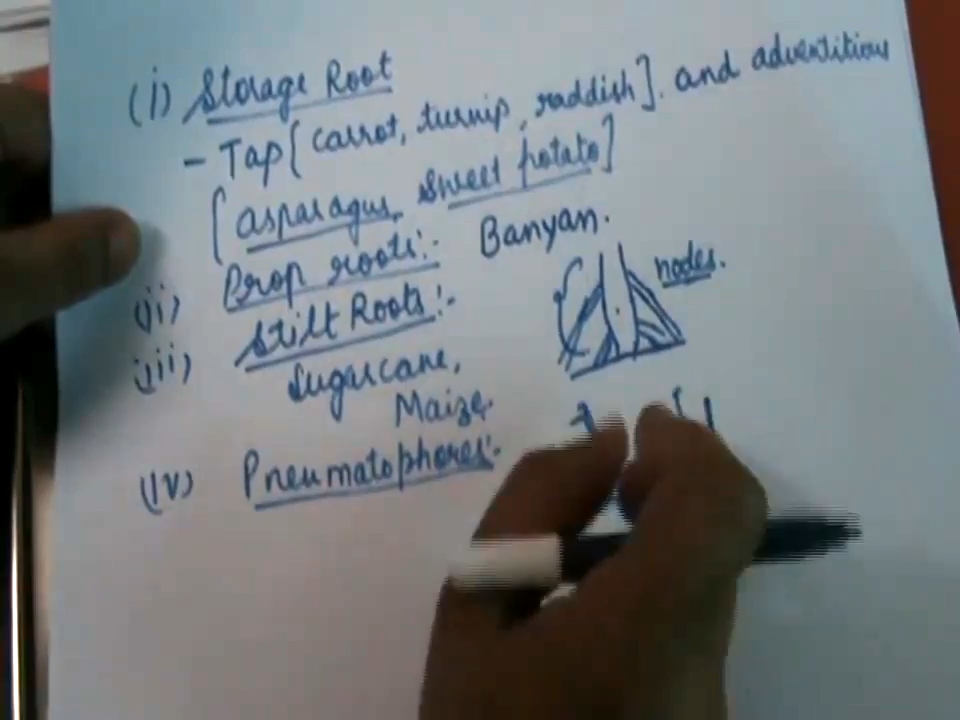 (i) Storage Root
- Tap [carrot, turnip, raddish]. and adventitious
[asparagus, sweet potato]
(ii) Prop roots:- Banyan.
nodes.
(iii) Stilt Roots:-
Sugarcane,
Maize.
(iv) Pneumatophores:-